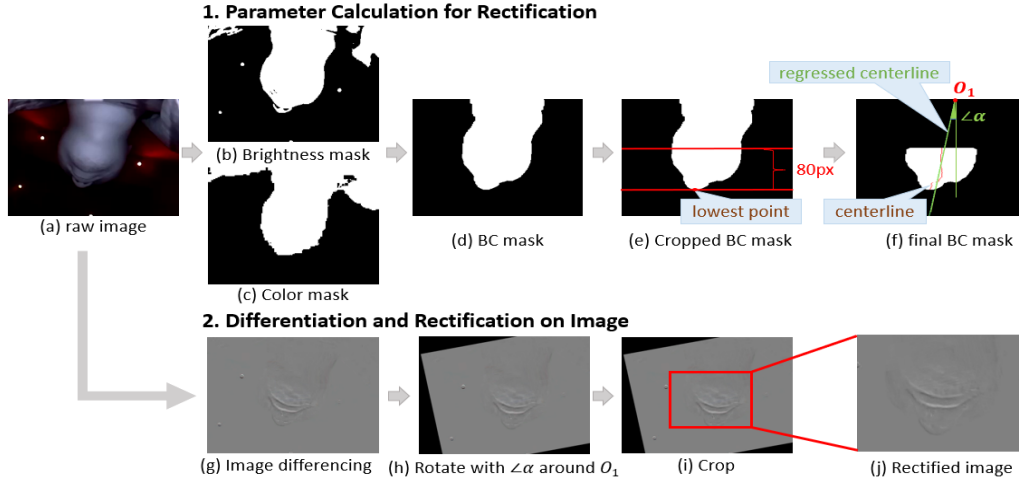 1. Parameter Calculation for Rectification
regressed centerline
O₁
∠α
80px
lowest point
centerline
(a) raw image
(b) Brightness mask
(c) Color mask
(d) BC mask
(e) Cropped BC mask
(f) final BC mask
2. Differentiation and Rectification on Image
(g) Image differencing
(h) Rotate with ∠α around O₁
(i) Crop
(j) Rectified image